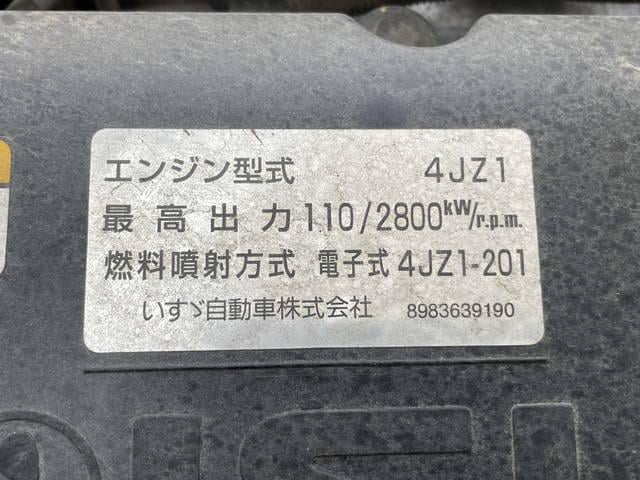 エンジン型式 4JZ1
最高出力 110/2800kW/r.p.m.
燃料噴射方式 電子式 4JZ1-201
いすゞ自動車株式会社 8983639190